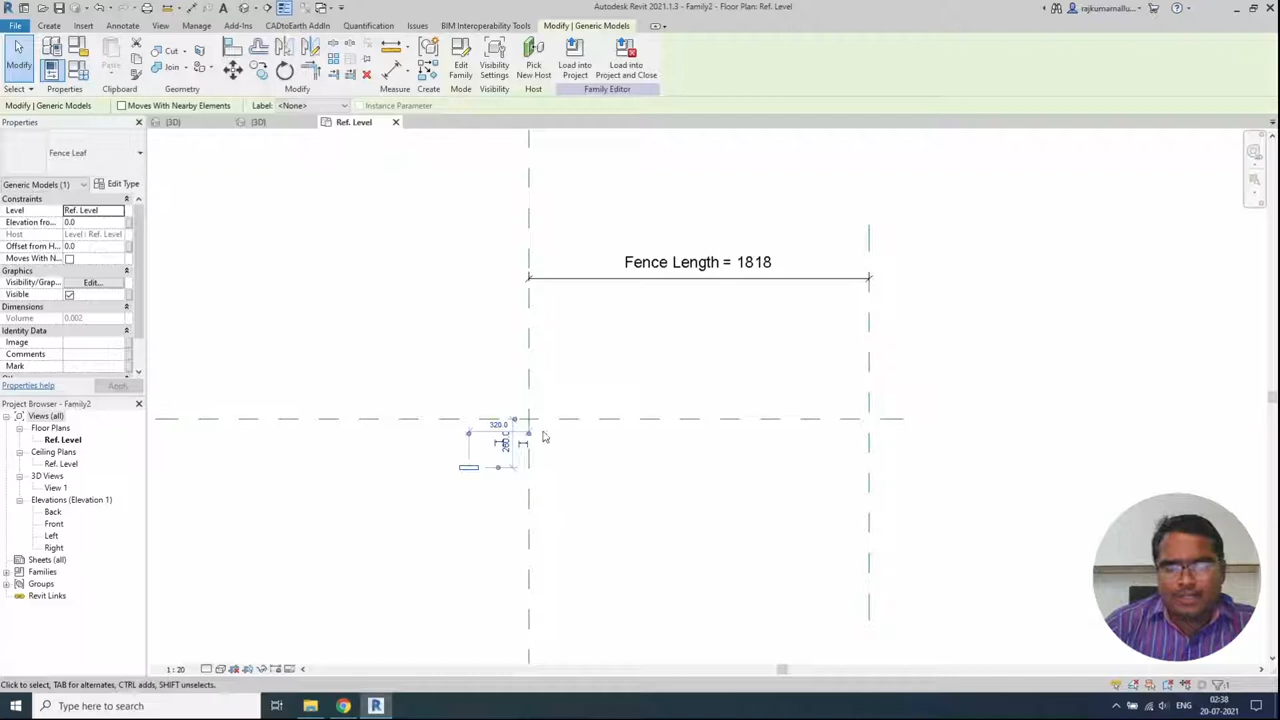 Autodesk Revit 2021.1.3 - Family2 - Floor Plan: Ref. Level
rajkumarnallu...
File Create Insert Annotate View Manage Add-Ins CADtoEarth AddIn Quantification Issues BIM Interoperability Tools Modify | Generic Models
Modify
Paste
Cut
Join
Edit Family
Visibility Settings
Pick New Host
Load into Project
Load into Project and Close
Select Properties Clipboard Geometry Modify Measure Create Mode Visibility Host Family Editor
Modify | Generic Models Moves With Nearby Elements Label: <None> Instance Parameter
Properties
(3D) (3D) Ref. Level
Fence Leaf
Generic Models (1) Edit Type
Constraints
Level Ref. Level
Elevation fro... 0.0
Host Level : Ref. Level
Offset from H... 0.0
Moves With N...
Graphics
Visibility/Grap... Edit...
Visible
Dimensions
Volume 0.002
Identity Data
Image
Comments
Mark
Properties help Apply
Project Browser - Family2
Views (all)
Floor Plans
Ref. Level
Ceiling Plans
Ref. Level
3D Views
View 1
Elevations (Elevation 1)
Back
Front
Left
Right
Sheets (all)
Families
Groups
Revit Links
Fence Length = 1818
320.0
260.0
1 : 20
Click to select, TAB for alternates, CTRL adds, SHIFT unselects.
:1
Type here to search
R
ENG
02:38
20-07-2021